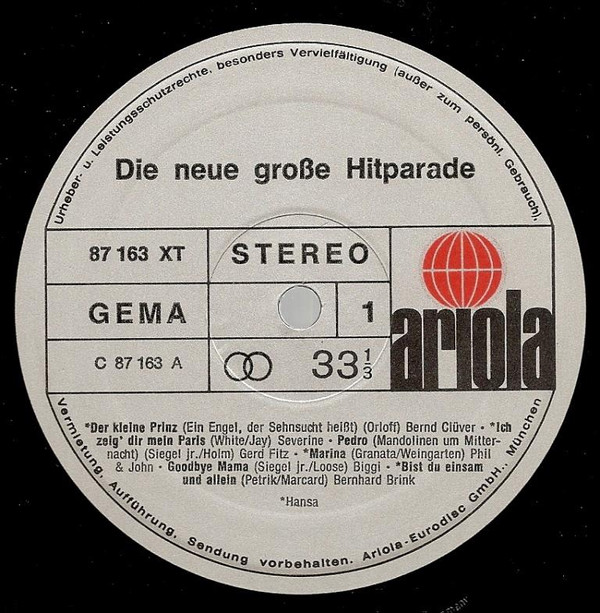 Urheber- u. Leistungsschutzrechte, besonders Vervielfältigung (außer zum persönl. Gebrauch),
Die neue große Hitparade
87 163 XT
STEREO
GEMA
1
ariola
C 87 163 A
33 1/3
*Der kleine Prinz (Ein Engel, der Sehnsucht heißt) (Orloff) Bernd Clüver - *Ich
zeig' dir mein Paris (White/Jay) Severine - Pedro (Mandolinen um Mitter-
nacht) (Siegel jr./Holm) Gerd Fitz - *Marina (Granata/Weingarten) Phil
& John - Goodbye Mama (Siegel jr./Loose) Biggi - *Bist du einsam
und allein (Petrik/Marcard) Bernhard Brink
*Hansa
Vermietung, Aufführung, Sendung vorbehalten. Ariola-Eurodisc GmbH., München